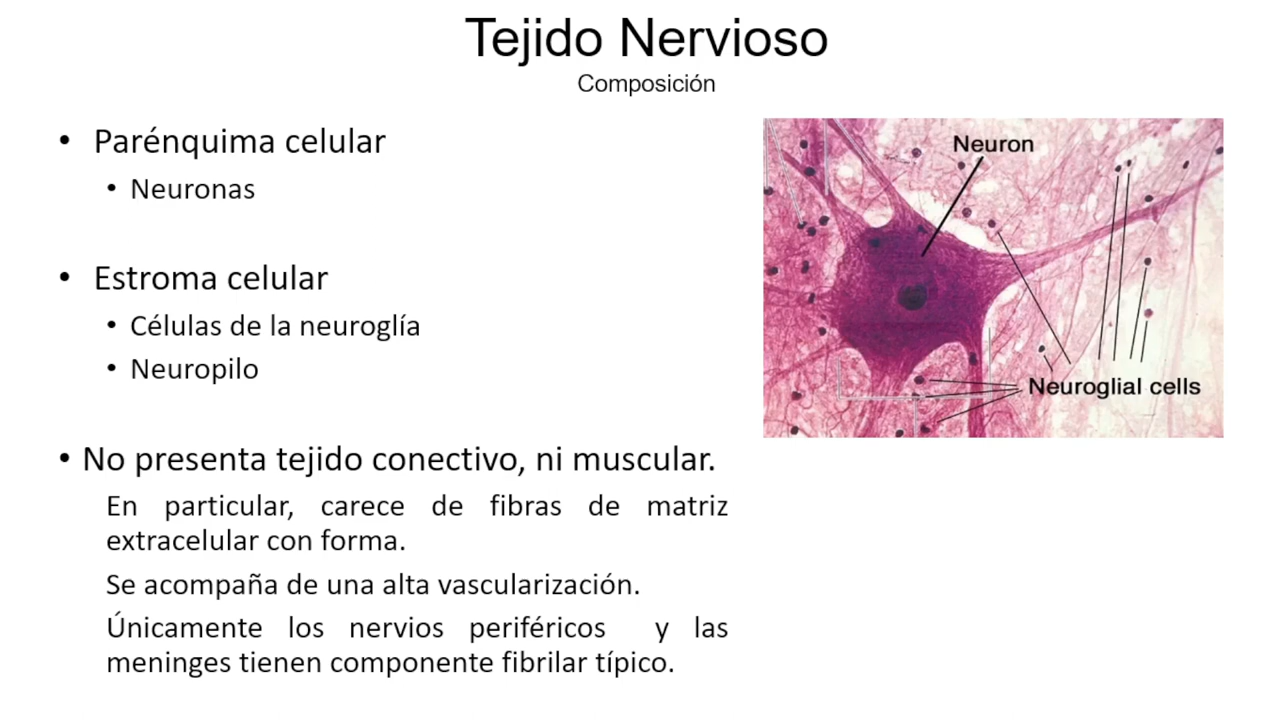 Tejido Nervioso
Composición
• Parénquima celular
• Neuronas
• Estroma celular
• Células de la neuroglía
• Neuropilo
• No presenta tejido conectivo, ni muscular.
En particular, carece de fibras de matriz
extracelular con forma.
Se acompaña de una alta vascularización.
Únicamente los nervios periféricos y las
meninges tienen componente fibrilar típico.
Neuron
Neuroglial cells